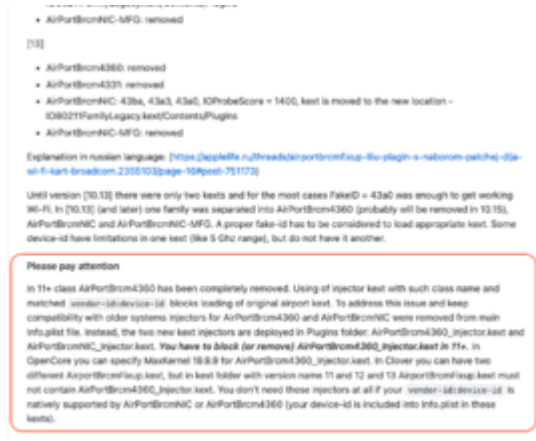 • AirPortBrcmNIC-MFG: removed
[13]
• AirPortBrcm4360: removed
• AirPortBrcm4331: removed
• AirPortBrcmNIC: 43ba, 43a3, 43a0, IOProbeScore = 1400, kext is moved to the new location -
IO80211FamilyLegacy.kext/Contents/PlugIns
• AirPortBrcmNIC-MFG: removed
Explanation in russian language: (https://applelife.ru/threads/airportbrcmfixup-lilu-plagin-s-naborom-patchej-dlja-
wi-fi-kart-broadcom.2355103/page-16#post-751173)
Until version [10.13] there were only two kexts and for the most cases FakeID = 43a0 was enough to get working
Wi-Fi. In [10.13] (and later) one family was separated into AirPortBrcm4360 (probably will be removed in 10.15),
AirPortBrcmNIC and AirPortBrcmNIC-MFG. A proper fake-id has to be considered to load appropriate kext. Some
device-id have limitations in one kext (like 5 Ghz range), but do not have it another.
Please pay attention
In 11+ class AirPortBrcm4360 has been completely removed. Using of injector kext with such class name and
matched vendor-id:device-id blocks loading of original airport kext. To address this issue and keep
compatibility with older systems injectors for AirPortBrcm4360 and AirPortBrcmNIC were removed from main
Info.plist file. Instead, the two new kext injectors are deployed in PlugIns folder: AirPortBrcm4360_Injector.kext and
AirPortBrcmNIC_Injector.kext. You have to block (or remove) AirPortBrcm4360_Injector.kext in 11+. In
OpenCore you can specify MaxKernel 19.9.9 for AirPortBrcm4360_Injector.kext. In Clover you can have two
different AirportBrcmFixup.kext, but in kext folder with version name 11 and 12 and 13 AirportBrcmFixup.kext must
not contain AirPortBrcm4360_Injector.kext. You don't need these injectors at all if your vendor-id:device-id is
natively supported by AirPortBrcmNIC or AirPortBrcm4360 (your device-id is included into Info.plist in these
kexts).